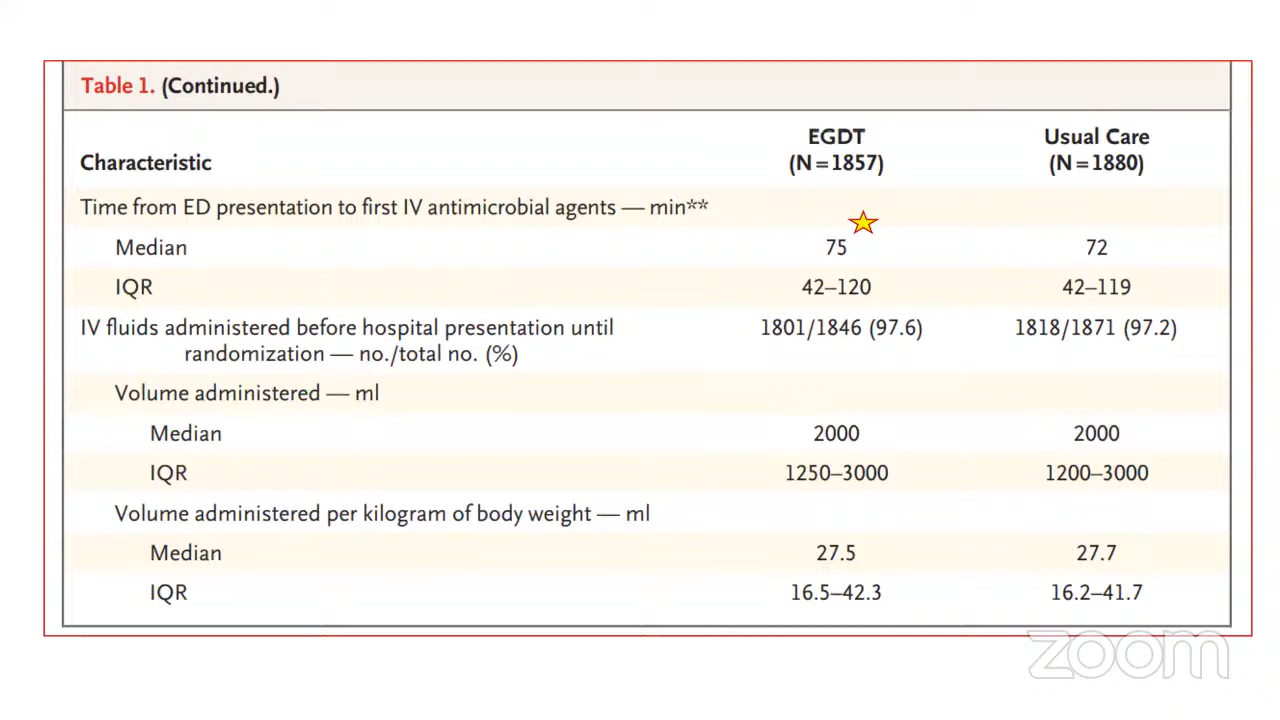 Table 1. (Continued.)
Characteristic EGDT (N=1857) Usual Care (N=1880)
Time from ED presentation to first IV antimicrobial agents — min**
Median 75 72
IQR 42–120 42–119
IV fluids administered before hospital presentation until 1801/1846 (97.6) 1818/1871 (97.2)
randomization — no./total no. (%)
Volume administered — ml
Median 2000 2000
IQR 1250–3000 1200–3000
Volume administered per kilogram of body weight — ml
Median 27.5 27.7
IQR 16.5–42.3 16.2–41.7
zoom